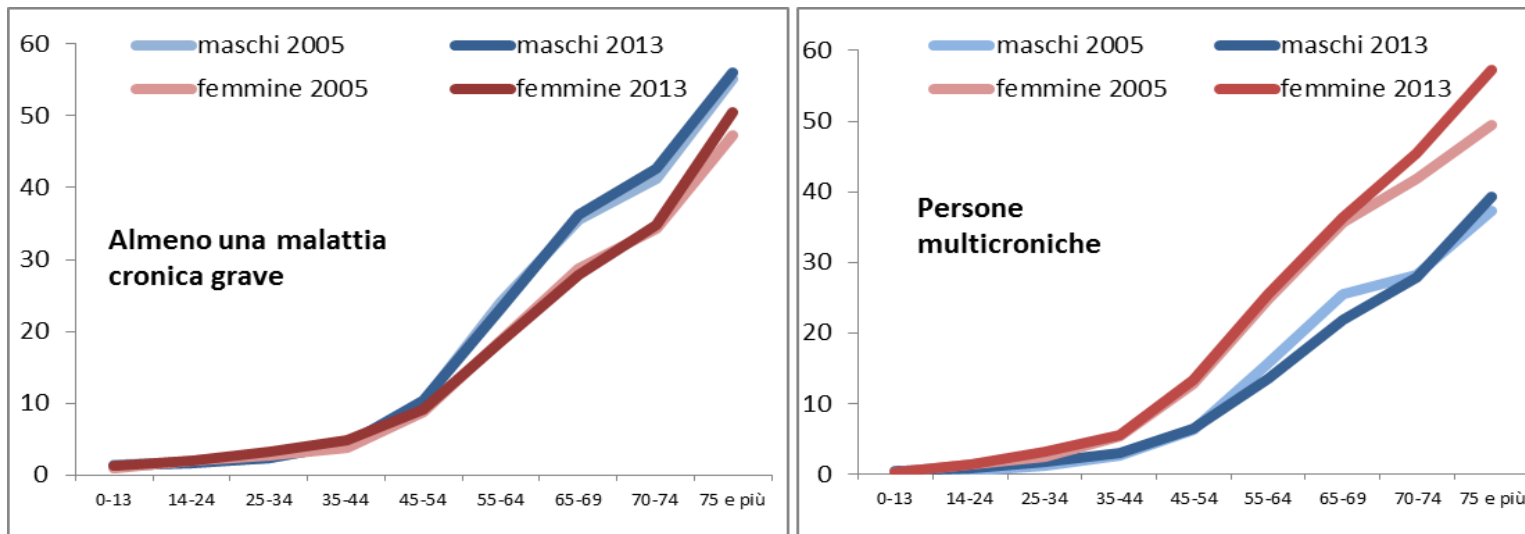 maschi 2005 maschi 2013
femmine 2005 femmine 2013
60
50
40
30
20
10
0
Almeno una malattia
cronica grave
0-13 14-24 25-34 35-44 45-54 55-64 65-69 70-74 75 e più
maschi 2005 maschi 2013
femmine 2005 femmine 2013
60
50
40
30
20
10
0
Persone
multicroniche
0-13 14-24 25-34 35-44 45-54 55-64 65-69 70-74 75 e più